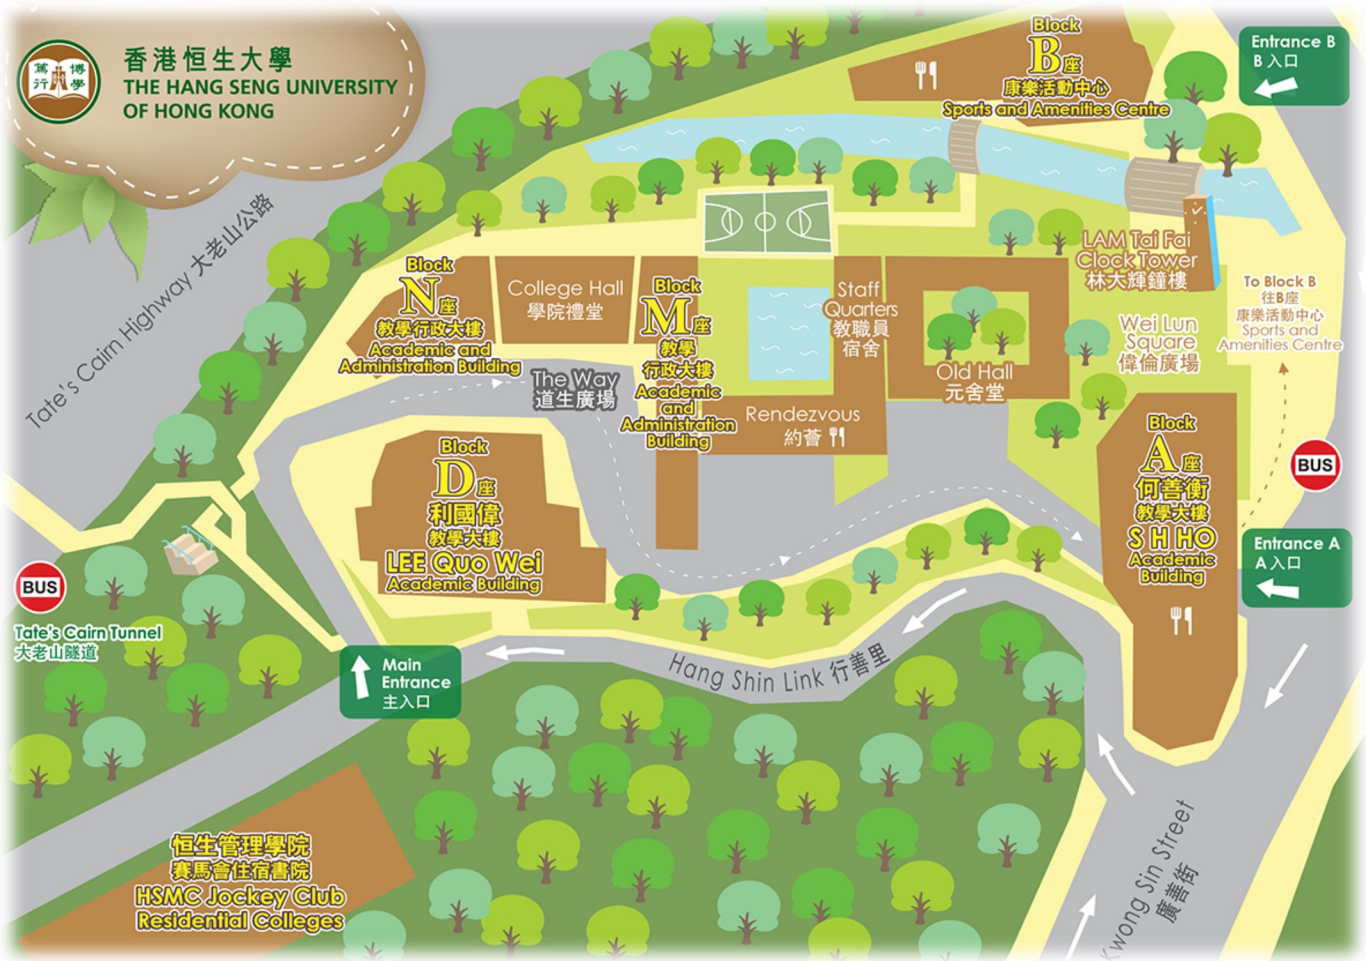 篤行
博學
香港恒生大學
THE HANG SENG UNIVERSITY
OF HONG KONG
Block
B座
康樂活動中心
Sports and Amenities Centre
Entrance B
B 入口
Tate's Cairn Highway 大老山公路
Block
N座
教學行政大樓
Academic and
Administration Building
College Hall
學院禮堂
Block
M座
教學
行政大樓
Academic
and
Administration
Building
Staff
Quarters
教職員
宿舍
LAM Tai Fai
Clock Tower
林大輝鐘樓
To Block B
往B座
康樂活動中心
Sports and
Amenities Centre
Wei Lun
Square
偉倫廣場
Old Hall
元舍堂
The Way
道生廣場
Rendezvous
約薈
Block
D座
利國偉
教學大樓
LEE Quo Wei
Academic Building
Block
A座
何善衡
教學大樓
S H HO
Academic
Building
BUS
Entrance A
A 入口
BUS
Tate's Cairn Tunnel
大老山隧道
Main
Entrance
主入口
Hang Shin Link 行善里
Kwong Sin Street
廣善街
恒生管理學院
賽馬會住宿書院
HSMC Jockey Club
Residential Colleges